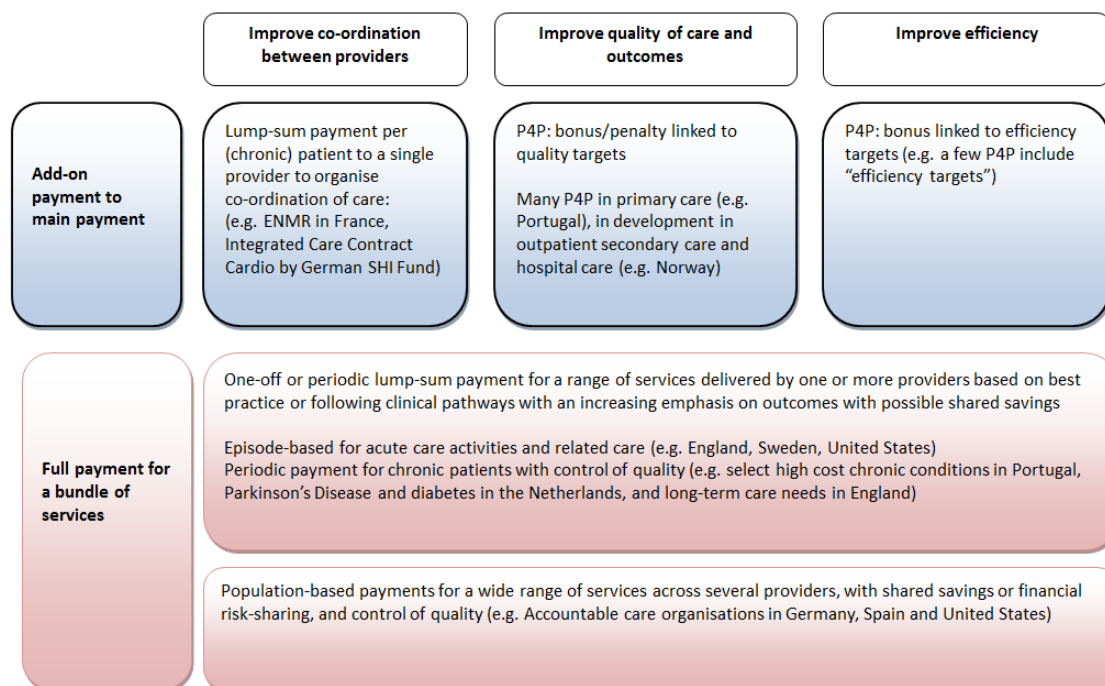 Improve co-ordination
between providers
Improve quality of care and
outcomes
Improve efficiency
Add-on
payment to
main payment
Lump-sum payment per
(chronic) patient to a single
provider to organise
co-ordination of care:
(e.g. ENMR in France,
Integrated Care Contract
Cardio by German SHI Fund)
P4P: bonus/penalty linked to
quality targets
Many P4P in primary care (e.g.
Portugal), in development in
outpatient secondary care and
hospital care (e.g. Norway)
P4P: bonus linked to efficiency
targets (e.g. a few P4P include
“efficiency targets”)
Full payment for
a bundle of
services
One-off or periodic lump-sum payment for a range of services delivered by one or more providers based on best
practice or following clinical pathways with an increasing emphasis on outcomes with possible shared savings
Episode-based for acute care activities and related care (e.g. England, Sweden, United States)
Periodic payment for chronic patients with control of quality (e.g. select high cost chronic conditions in Portugal,
Parkinson’s Disease and diabetes in the Netherlands, and long-term care needs in England)
Population-based payments for a wide range of services across several providers, with shared savings or financial
risk-sharing, and control of quality (e.g. Accountable care organisations in Germany, Spain and United States)